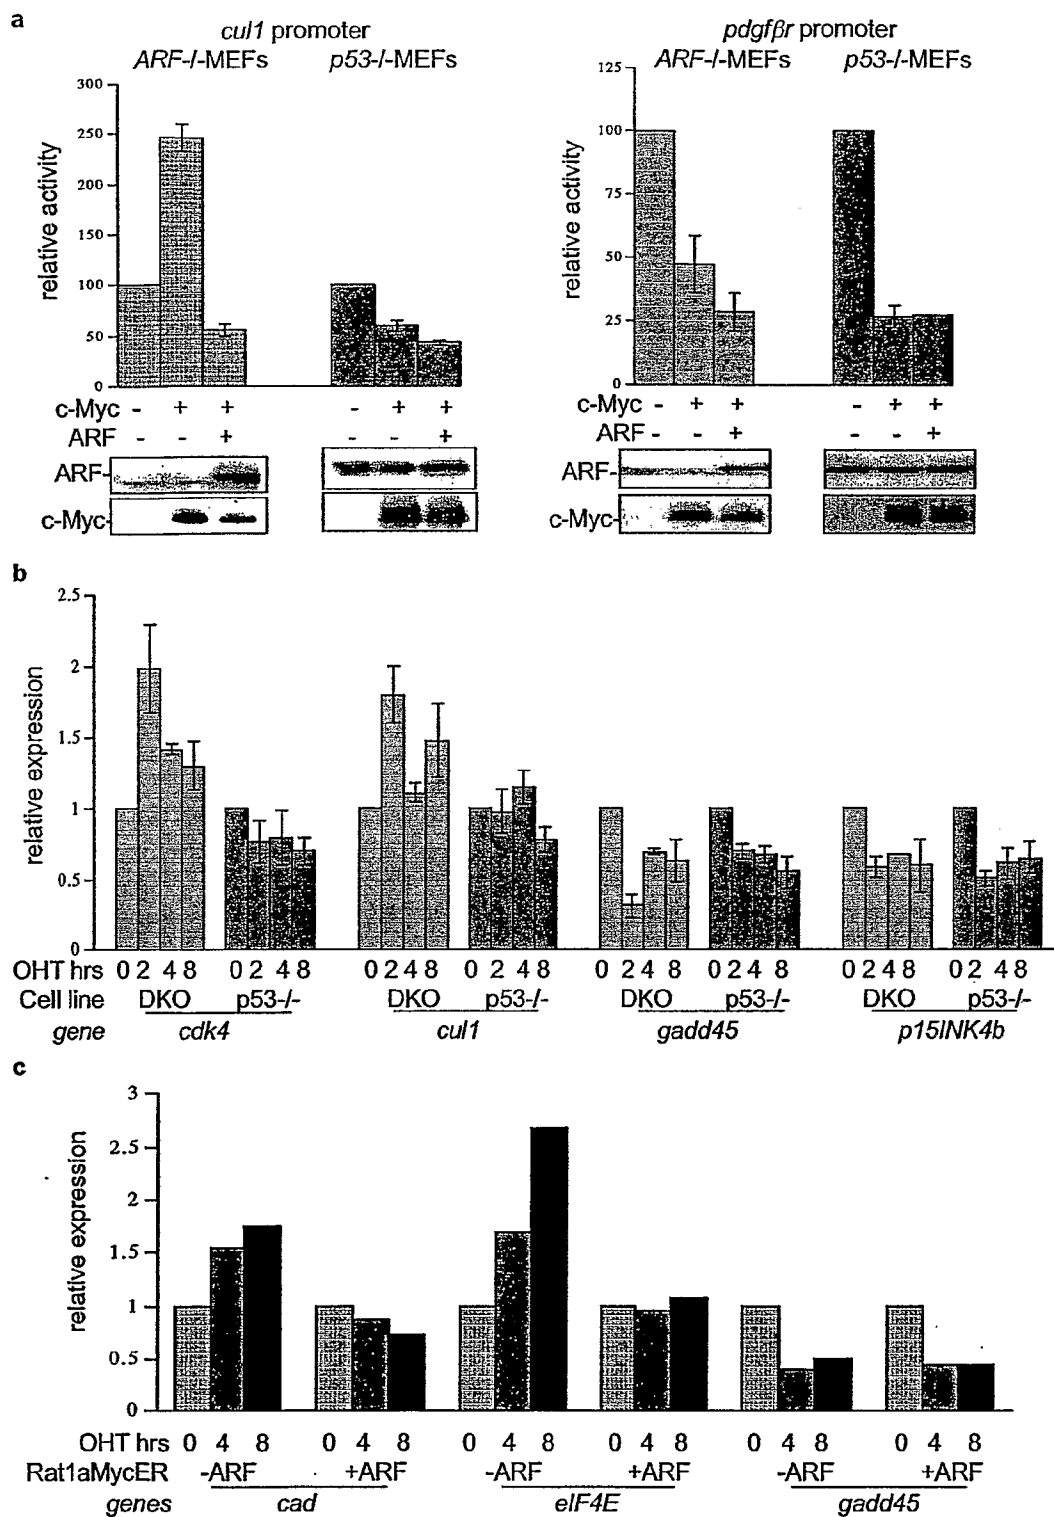 a
cul1 promoter
ARF-/-MEFs p53-/-MEFs
300
250
200
150
100
50
0
relative activity
c-Myc - + + - + +
ARF - - + - - +
ARF-
c-Myc-
pdgfβr promoter
ARF-/-MEFs p53-/-MEFs
125
100
75
50
25
0
relative activity
c-Myc - + + - + +
ARF - - + - - +
ARF-
c-Myc-
b
2.5
2
1.5
1
0.5
0
relative expression
OHT hrs 0 2 4 8 0 2 4 8 0 2 4 8 0 2 4 8 0 2 4 8 0 2 4 8 0 2 4 8 0 2 4 8
Cell line DKO p53-/- DKO p53-/- DKO p53-/- DKO p53-/-
gene cdk4 cul1 gadd45 p15INK4b
c
3
2.5
2
1.5
1
0.5
0
relative expression
OHT hrs 0 4 8 0 4 8 0 4 8 0 4 8 0 4 8 0 4 8
Rat1aMycER -ARF +ARF -ARF +ARF -ARF +ARF
genes cad eIF4E gadd45